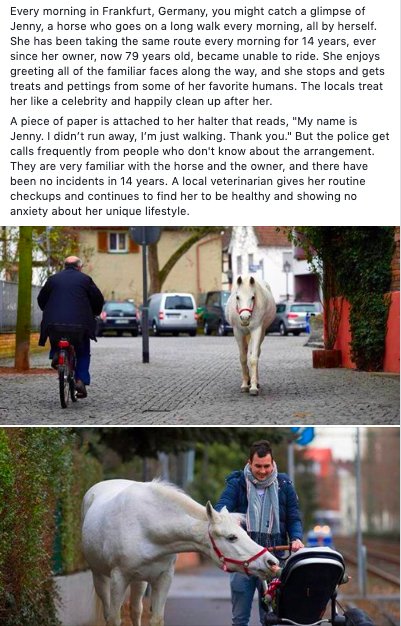 Every morning in Frankfurt, Germany, you might catch a glimpse of
Jenny, a horse who goes on a long walk every morning, all by herself.
She has been taking the same route every morning for 14 years, ever
since her owner, now 79 years old, became unable to ride. She enjoys
greeting all of the familiar faces along the way, and she stops and gets
treats and pettings from some of her favorite humans. The locals treat
her like a celebrity and happily clean up after her.
A piece of paper is attached to her halter that reads, "My name is
Jenny. I didn’t run away, I’m just walking. Thank you." But the police get
calls frequently from people who don't know about the arrangement.
They are very familiar with the horse and the owner, and there have
been no incidents in 14 years. A local veterinarian gives her routine
checkups and continues to find her to be healthy and showing no
anxiety about her unique lifestyle.